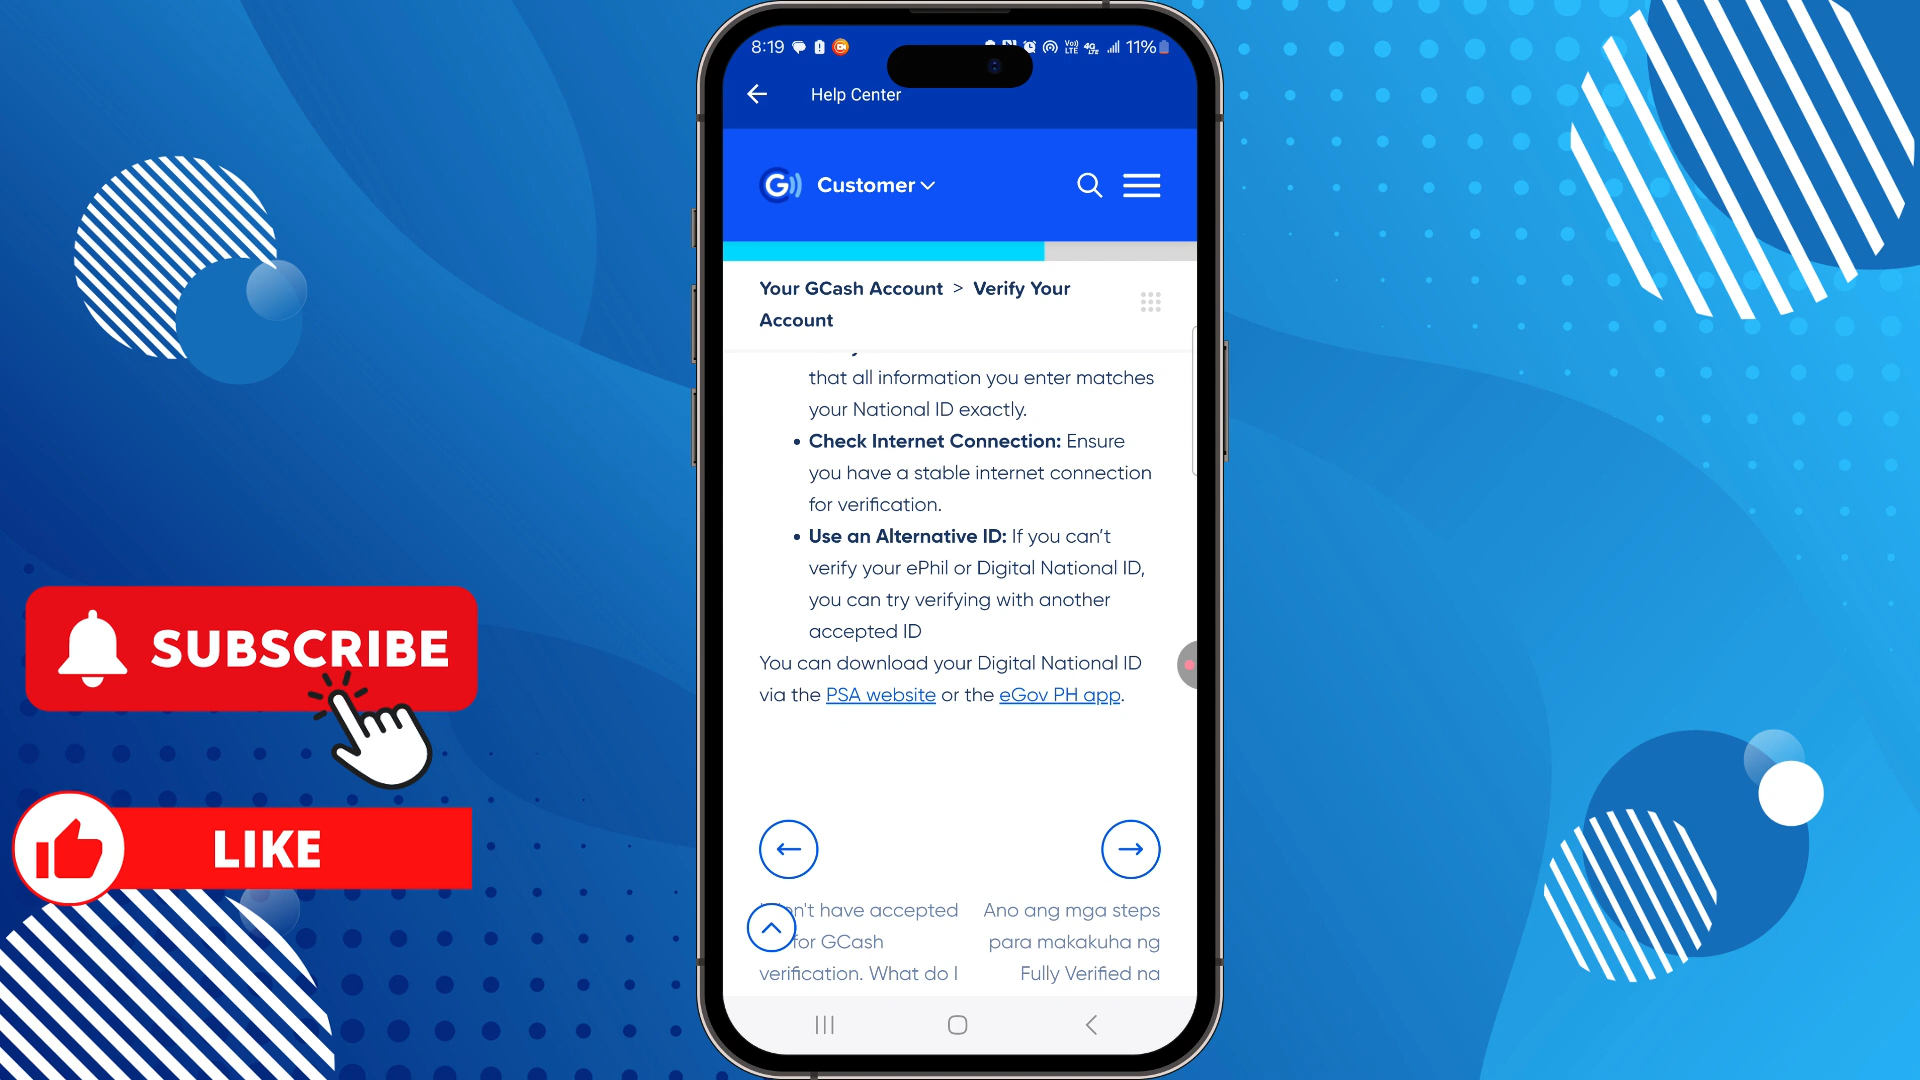 8:19
Vo))
LTE
4G
11%
Help Center
G
Customer
Your GCash Account > Verify Your
Account
that all information you enter matches
your National ID exactly.
• Check Internet Connection: Ensure
you have a stable internet connection
for verification.
• Use an Alternative ID: If you can't
verify your ePhil or Digital National ID,
you can try verifying with another
accepted ID
You can download your Digital National ID
via the PSA website or the eGov PH app.
have accepted
for GCash
verification. What do I
Ano ang mga steps
para makakuha ng
Fully Verified na
SUBSCRIBE
LIKE